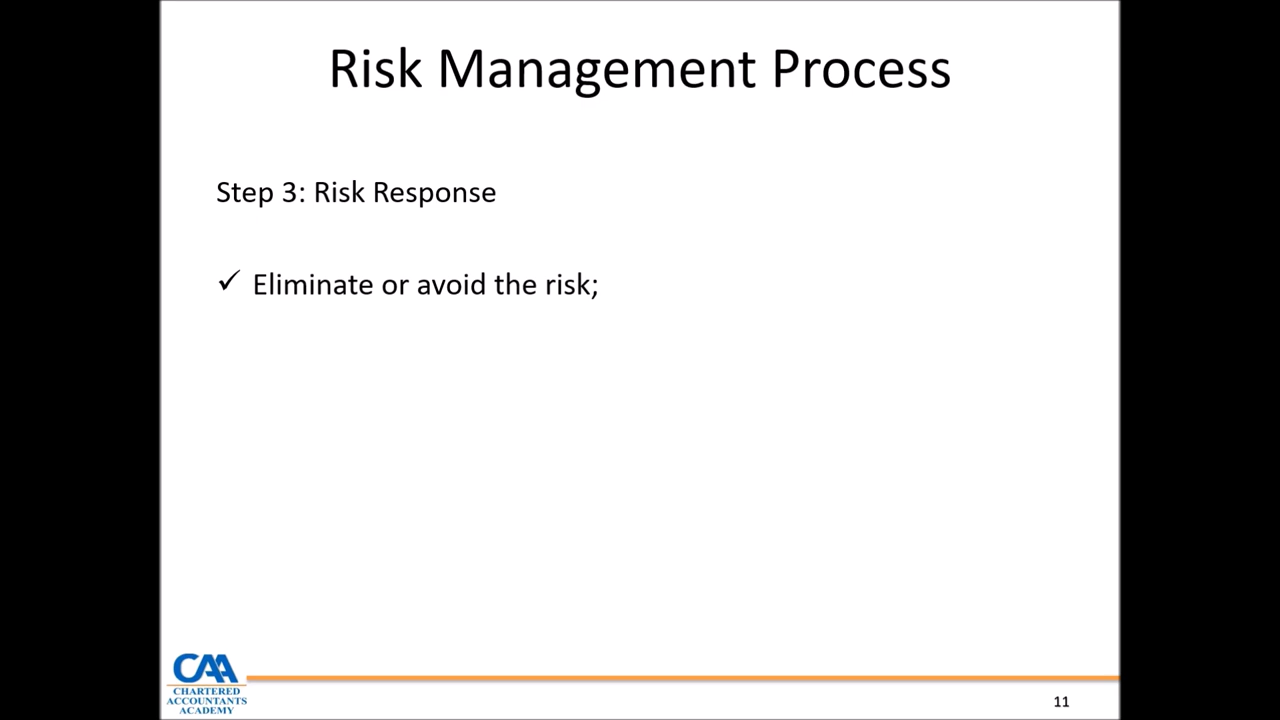 Risk Management Process
Step 3: Risk Response
✓ Eliminate or avoid the risk;
CAA
CHARTERED
ACCOUNTANTS
ACADEMY
11